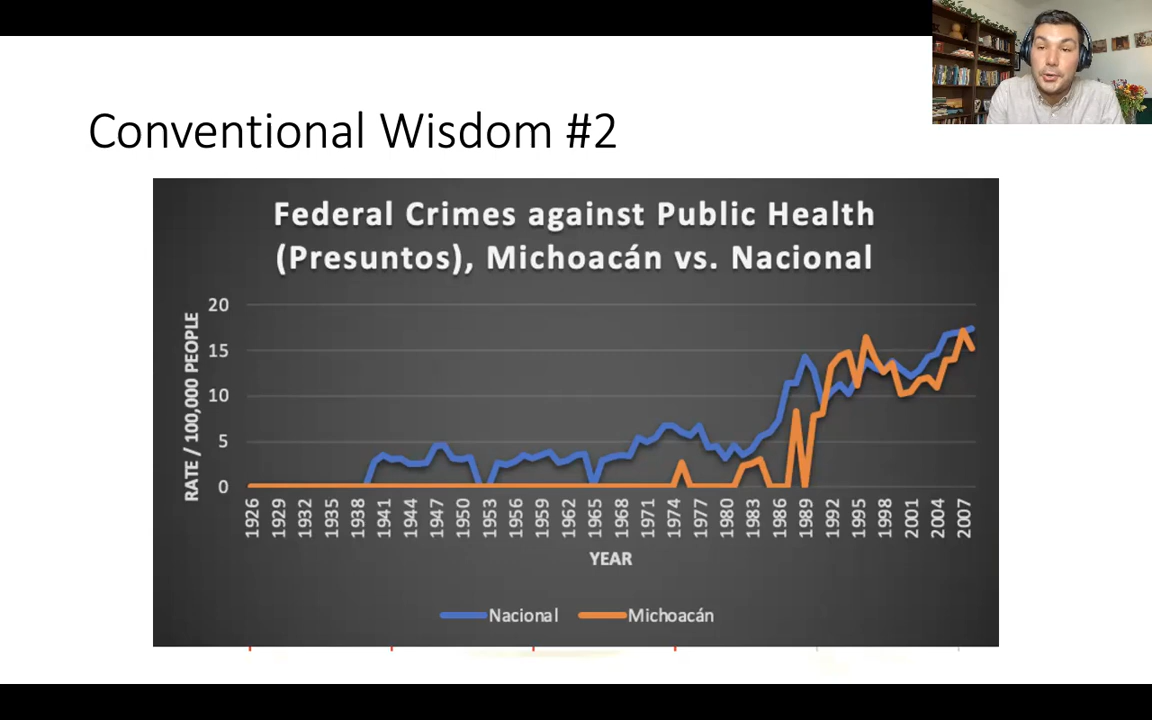 Conventional Wisdom #2
Federal Crimes against Public Health
(Presuntos), Michoacán vs. Nacional
RATE / 100,000 PEOPLE
20
15
10
5
0
1926 1929 1932 1935 1938 1941 1944 1947 1950 1953 1956 1959 1962 1965 1968 1971 1974 1977 1980 1983 1986 1989 1992 1995 1998 2001 2004 2007
YEAR
Nacional Michoacán